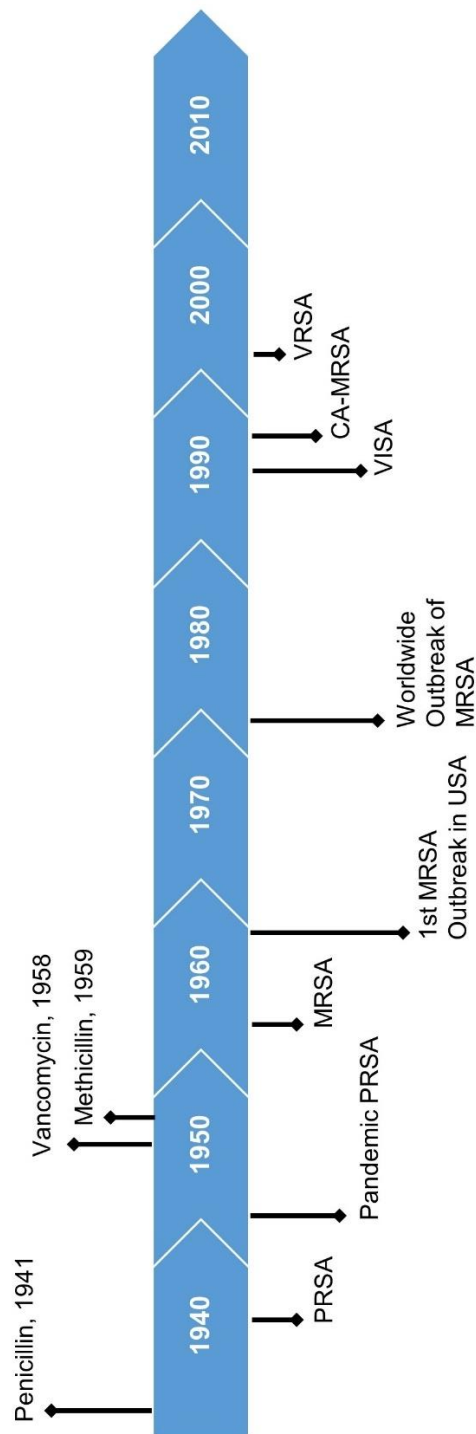 Penicillin, 1941
Vancomycin, 1958
Methicillin, 1959
1940
1950
1960
1970
1980
1990
2000
2010
PRSA
Pandemic PRSA
MRSA
1st MRSA
Outbreak in USA
Worldwide
Outbreak of
MRSA
VISA
CA-MRSA
VRSA